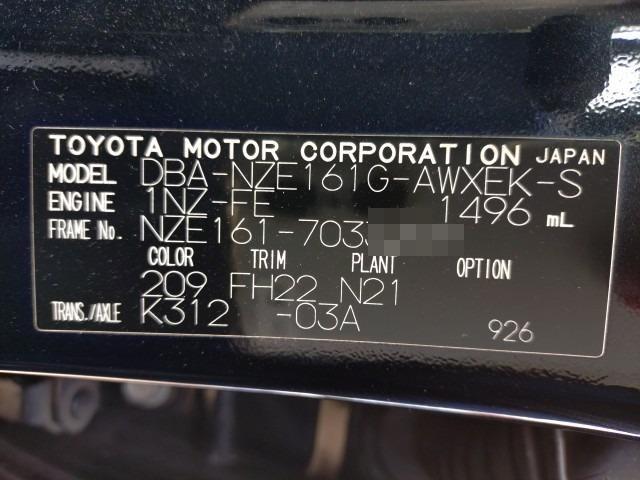 TOYOTA MOTOR CORPORATION JAPAN
MODEL DBA-NZE161G-AWXEK-S
ENGINE 1NZ-FE 1496 mL
FRAME No. NZE161-703
COLOR TRIM PLANT OPTION
209 FH22 N21
TRANS./AXLE K312 -03A
926